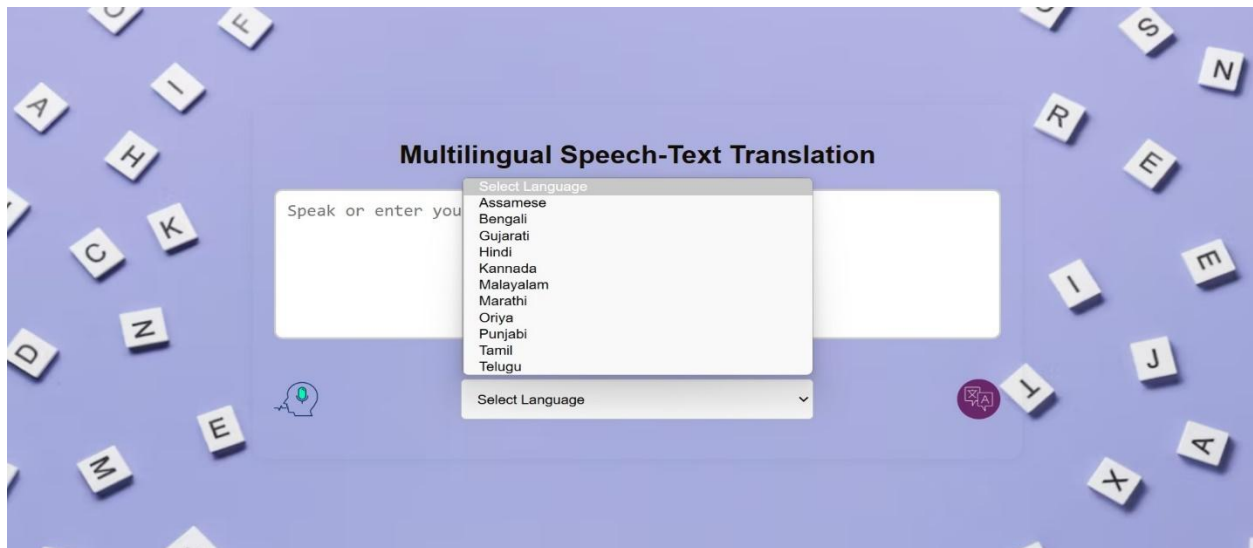 Multilingual Speech-Text Translation
Speak or enter you
Select Language
Assamese
Bengali
Gujarati
Hindi
Kannada
Malayalam
Marathi
Oriya
Punjabi
Tamil
Telugu
Select Language
A
H
I
F
C
K
D
N
M
E
S
N
R
E
I
E
T
J
X
A